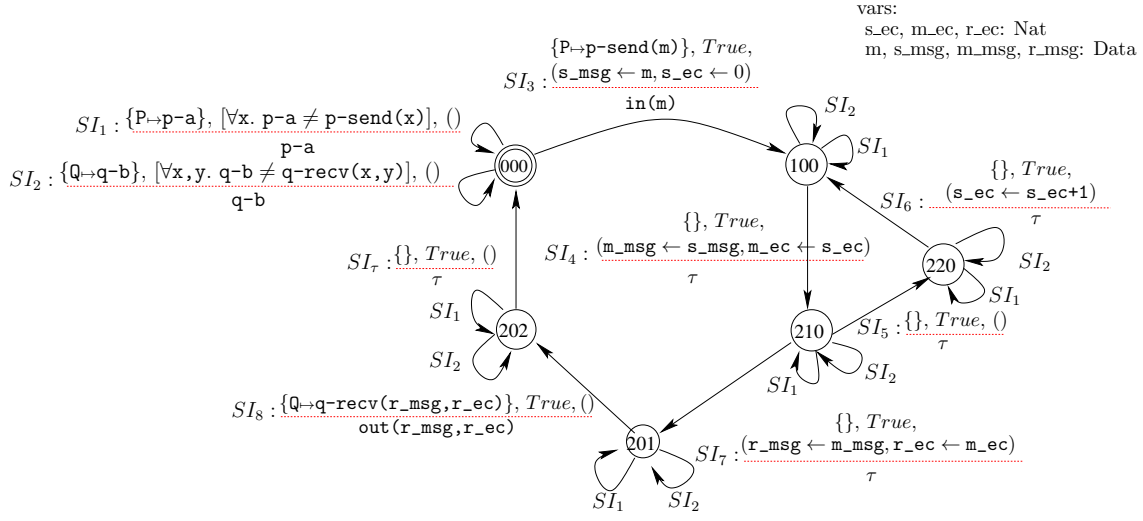 vars:
s_ec, m_ec, r_ec: Nat
m, s_msg, m_msg, r_msg: Data
{P↦p-send(m)}, True,
SI₃ : (s_msg ← m, s_ec ← 0)
in(m)
SI₁ : {P↦p-a}, [∀x. p-a ≠ p-send(x)], ()
p-a
SI₂ : {Q↦q-b}, [∀x,y. q-b ≠ q-recv(x,y)], ()
q-b
000
SI₂
SI₁
100
{}, True,
SI₆ : (s_ec ← s_ec+1)
τ
{}, True,
SI₄ : (m_msg ← s_msg, m_ec ← s_ec)
τ
SIτ : {}, True, ()
τ
220
SI₂
SI₁
SI₁
202
SI₂
210
SI₅ : {}, True, ()
τ
SI₁
SI₂
SI₈ : {Q↦q-recv(r_msg,r_ec)}, True, ()
out(r_msg,r_ec)
201
SI₁
SI₂
{}, True,
SI₇ : (r_msg ← m_msg, r_ec ← m_ec)
τ